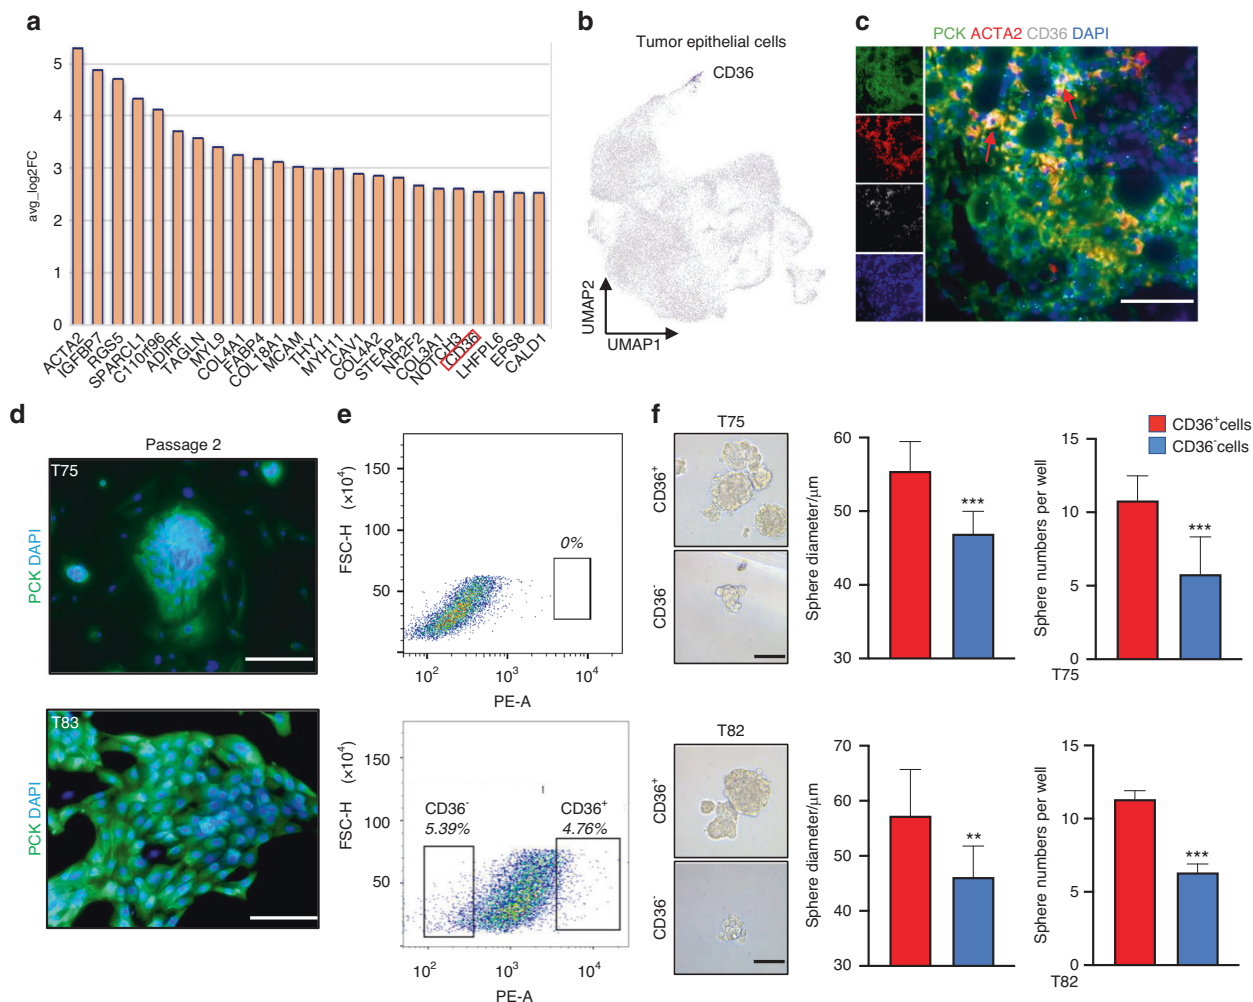 a
avg_log2FC
5
4
3
2
1
0
ACTA2
IGFBP7
RGS5
SPARCL1
C110rf96
ADIRF
TAGLN
MYL9
COL4A1
FABP4
COL18A1
MCAM
THY1
MYH11
CAV1
COL4A2
STEAP4
NR2F2
COL3A1
NOTCH3
CD36
LHFPL6
EPS8
CALD1
b
Tumor epithelial cells
CD36
UMAP2
UMAP1
c
PCK ACTA2 CD36 DAPI
d
Passage 2
PCK DAPI
T75
PCK DAPI
T83
e
FSC-H (×10⁴)
150
100
50
0%
10² 10³ 10⁴
PE-A
FSC-H (×10⁴)
150
100
50
CD36⁻
5.39%
CD36⁺
4.76%
10² 10³ 10⁴
PE-A
f
T75
CD36⁺
CD36⁻
Sphere diameter/μm
60
50
40
30
***
Sphere numbers per well
15
10
5
0
***
T75
CD36⁺cells
CD36⁻cells
T82
CD36⁺
CD36⁻
Sphere diameter/μm
70
60
50
40
30
**
Sphere numbers per well
15
10
5
0
***
T82